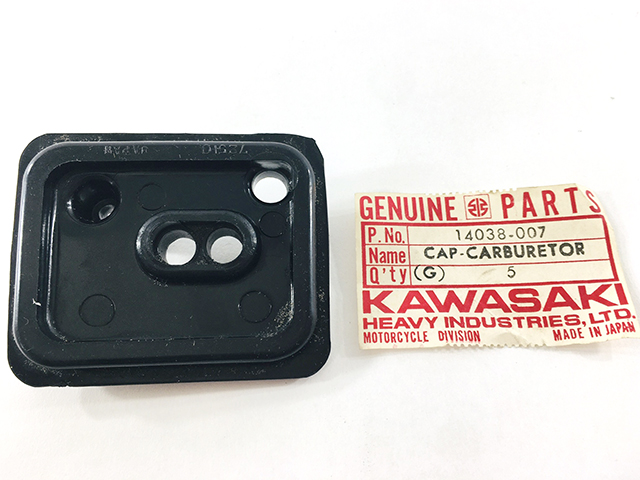 JAPAN
GENUINE PARTS
P. No. 14038-007
Name CAP-CARBURETOR
Q'ty (G) 5
KAWASAKI
HEAVY INDUSTRIES, LTD.
MOTORCYCLE DIVISION MADE IN JAPAN